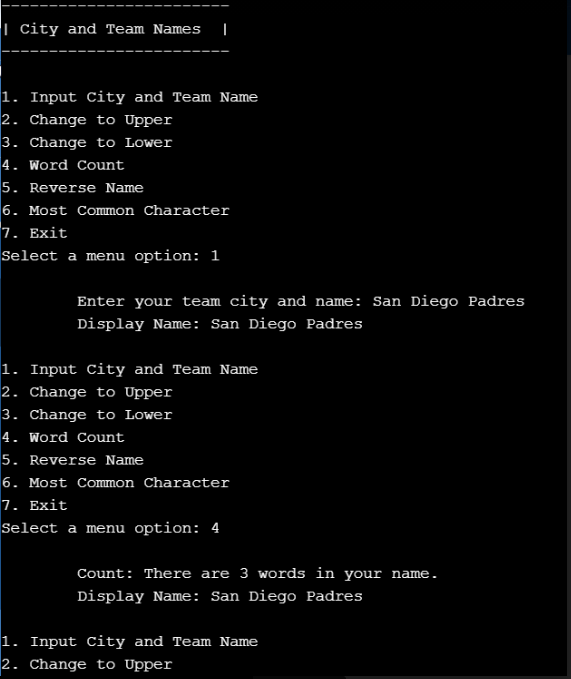 ------------------------
| City and Team Names  |
------------------------
1. Input City and Team Name
2. Change to Upper
3. Change to Lower
4. Word Count
5. Reverse Name
6. Most Common Character
7. Exit
Select a menu option: 1
Enter your team city and name: San Diego Padres
Display Name: San Diego Padres
1. Input City and Team Name
2. Change to Upper
3. Change to Lower
4. Word Count
5. Reverse Name
6. Most Common Character
7. Exit
Select a menu option: 4
Count: There are 3 words in your name.
Display Name: San Diego Padres
1. Input City and Team Name
2. Change to Upper